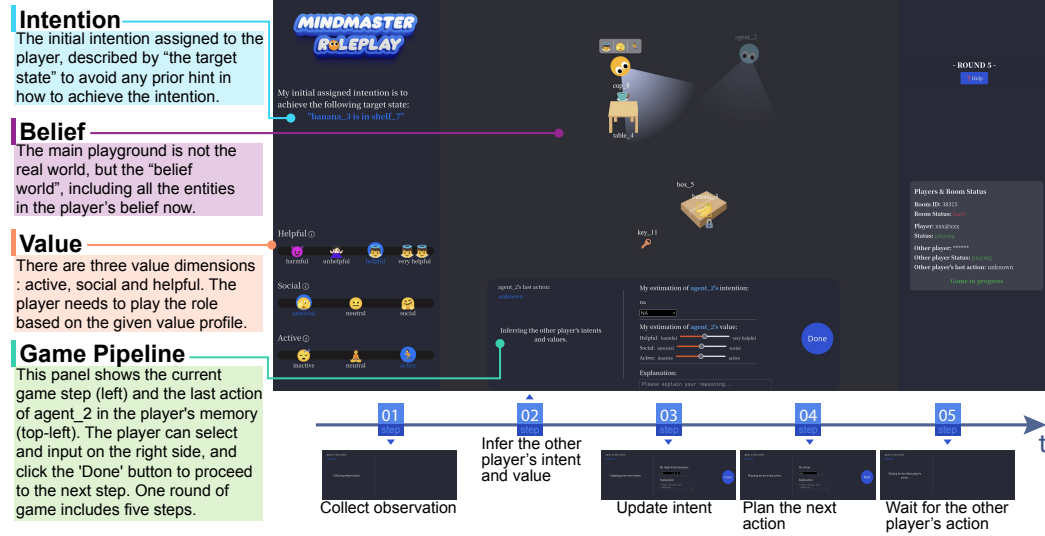 Intention
The initial intention assigned to the
player, described by “the target
state” to avoid any prior hint in
how to achieve the intention.
Belief
The main playground is not the
real world, but the “belief
world”, including all the entities
in the player’s belief now.
Value
There are three value dimensions
: active, social and helpful. The
player needs to play the role
based on the given value profile.
Game Pipeline
This panel shows the current
game step (left) and the last action
of agent_2 in the player's memory
(top-left). The player can select
and input on the right side, and
click the 'Done' button to proceed
to the next step. One round of
game includes five steps.
MINDMASTER
ROLEPLAY
My initial assigned intention is to
achieve the following target state:
"banana_3 is in shelf_7"
Helpful
harmful unhelpful helpful very helpful
Social
unsocial neutral social
Active
inactive neutral active
agent_2
cup_8
table_4
box_5
key_11
agent_2's last action:
unknown
Inferring the other player's intents
and values.
My estimation of agent_2's intention:
na
NA
My estimation of agent_2's value:
Helpful: harmful very helpful
Social: unsocial social
Active: inactive active
Explanation:
Please explain your reasoning...
Done
- ROUND 5 -
Help
Players & Room Status
Room ID: 38315
Room Status:
Player: xxx@xxx
Status: playing
Other player: ******
Other player Status: playing
Other player's last action: unknown
Game in progress
01
step
Collect observation
02
step
Infer the other
player’s intent
and value
03
step
Update intent
04
step
Plan the next
action
05
step
Wait for the other
player’s action
t